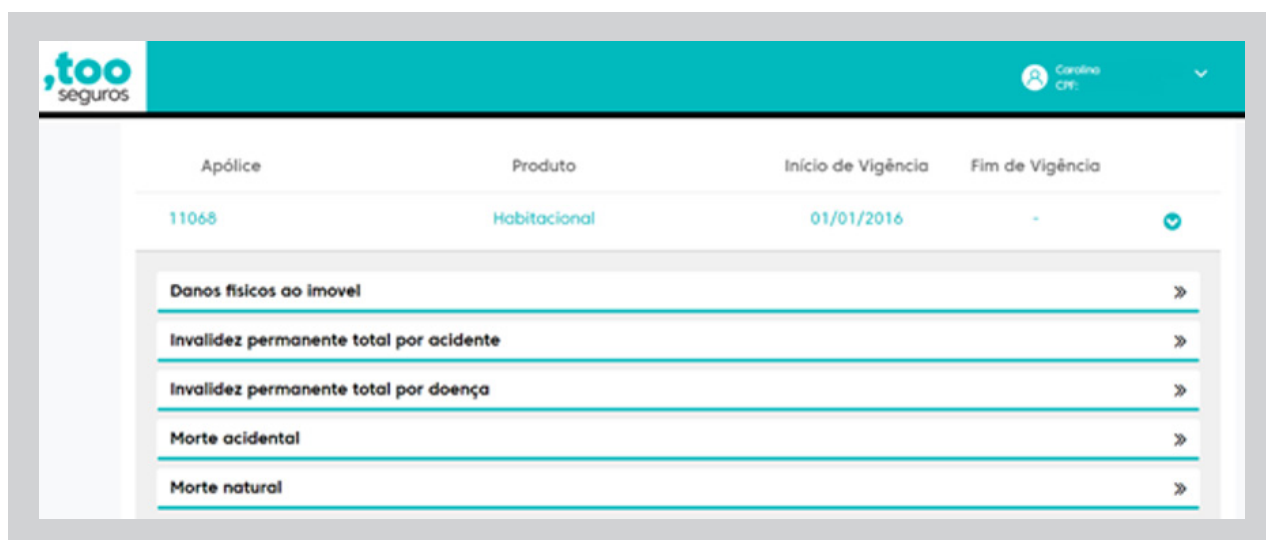 ,too
seguros
Carolina
CPF:
Apólice Produto Início de Vigência Fim de Vigência
11068 Habitacional 01/01/2016 -
Danos físicos ao imovel
Invalidez permanente total por acidente
Invalidez permanente total por doença
Morte acidental
Morte natural